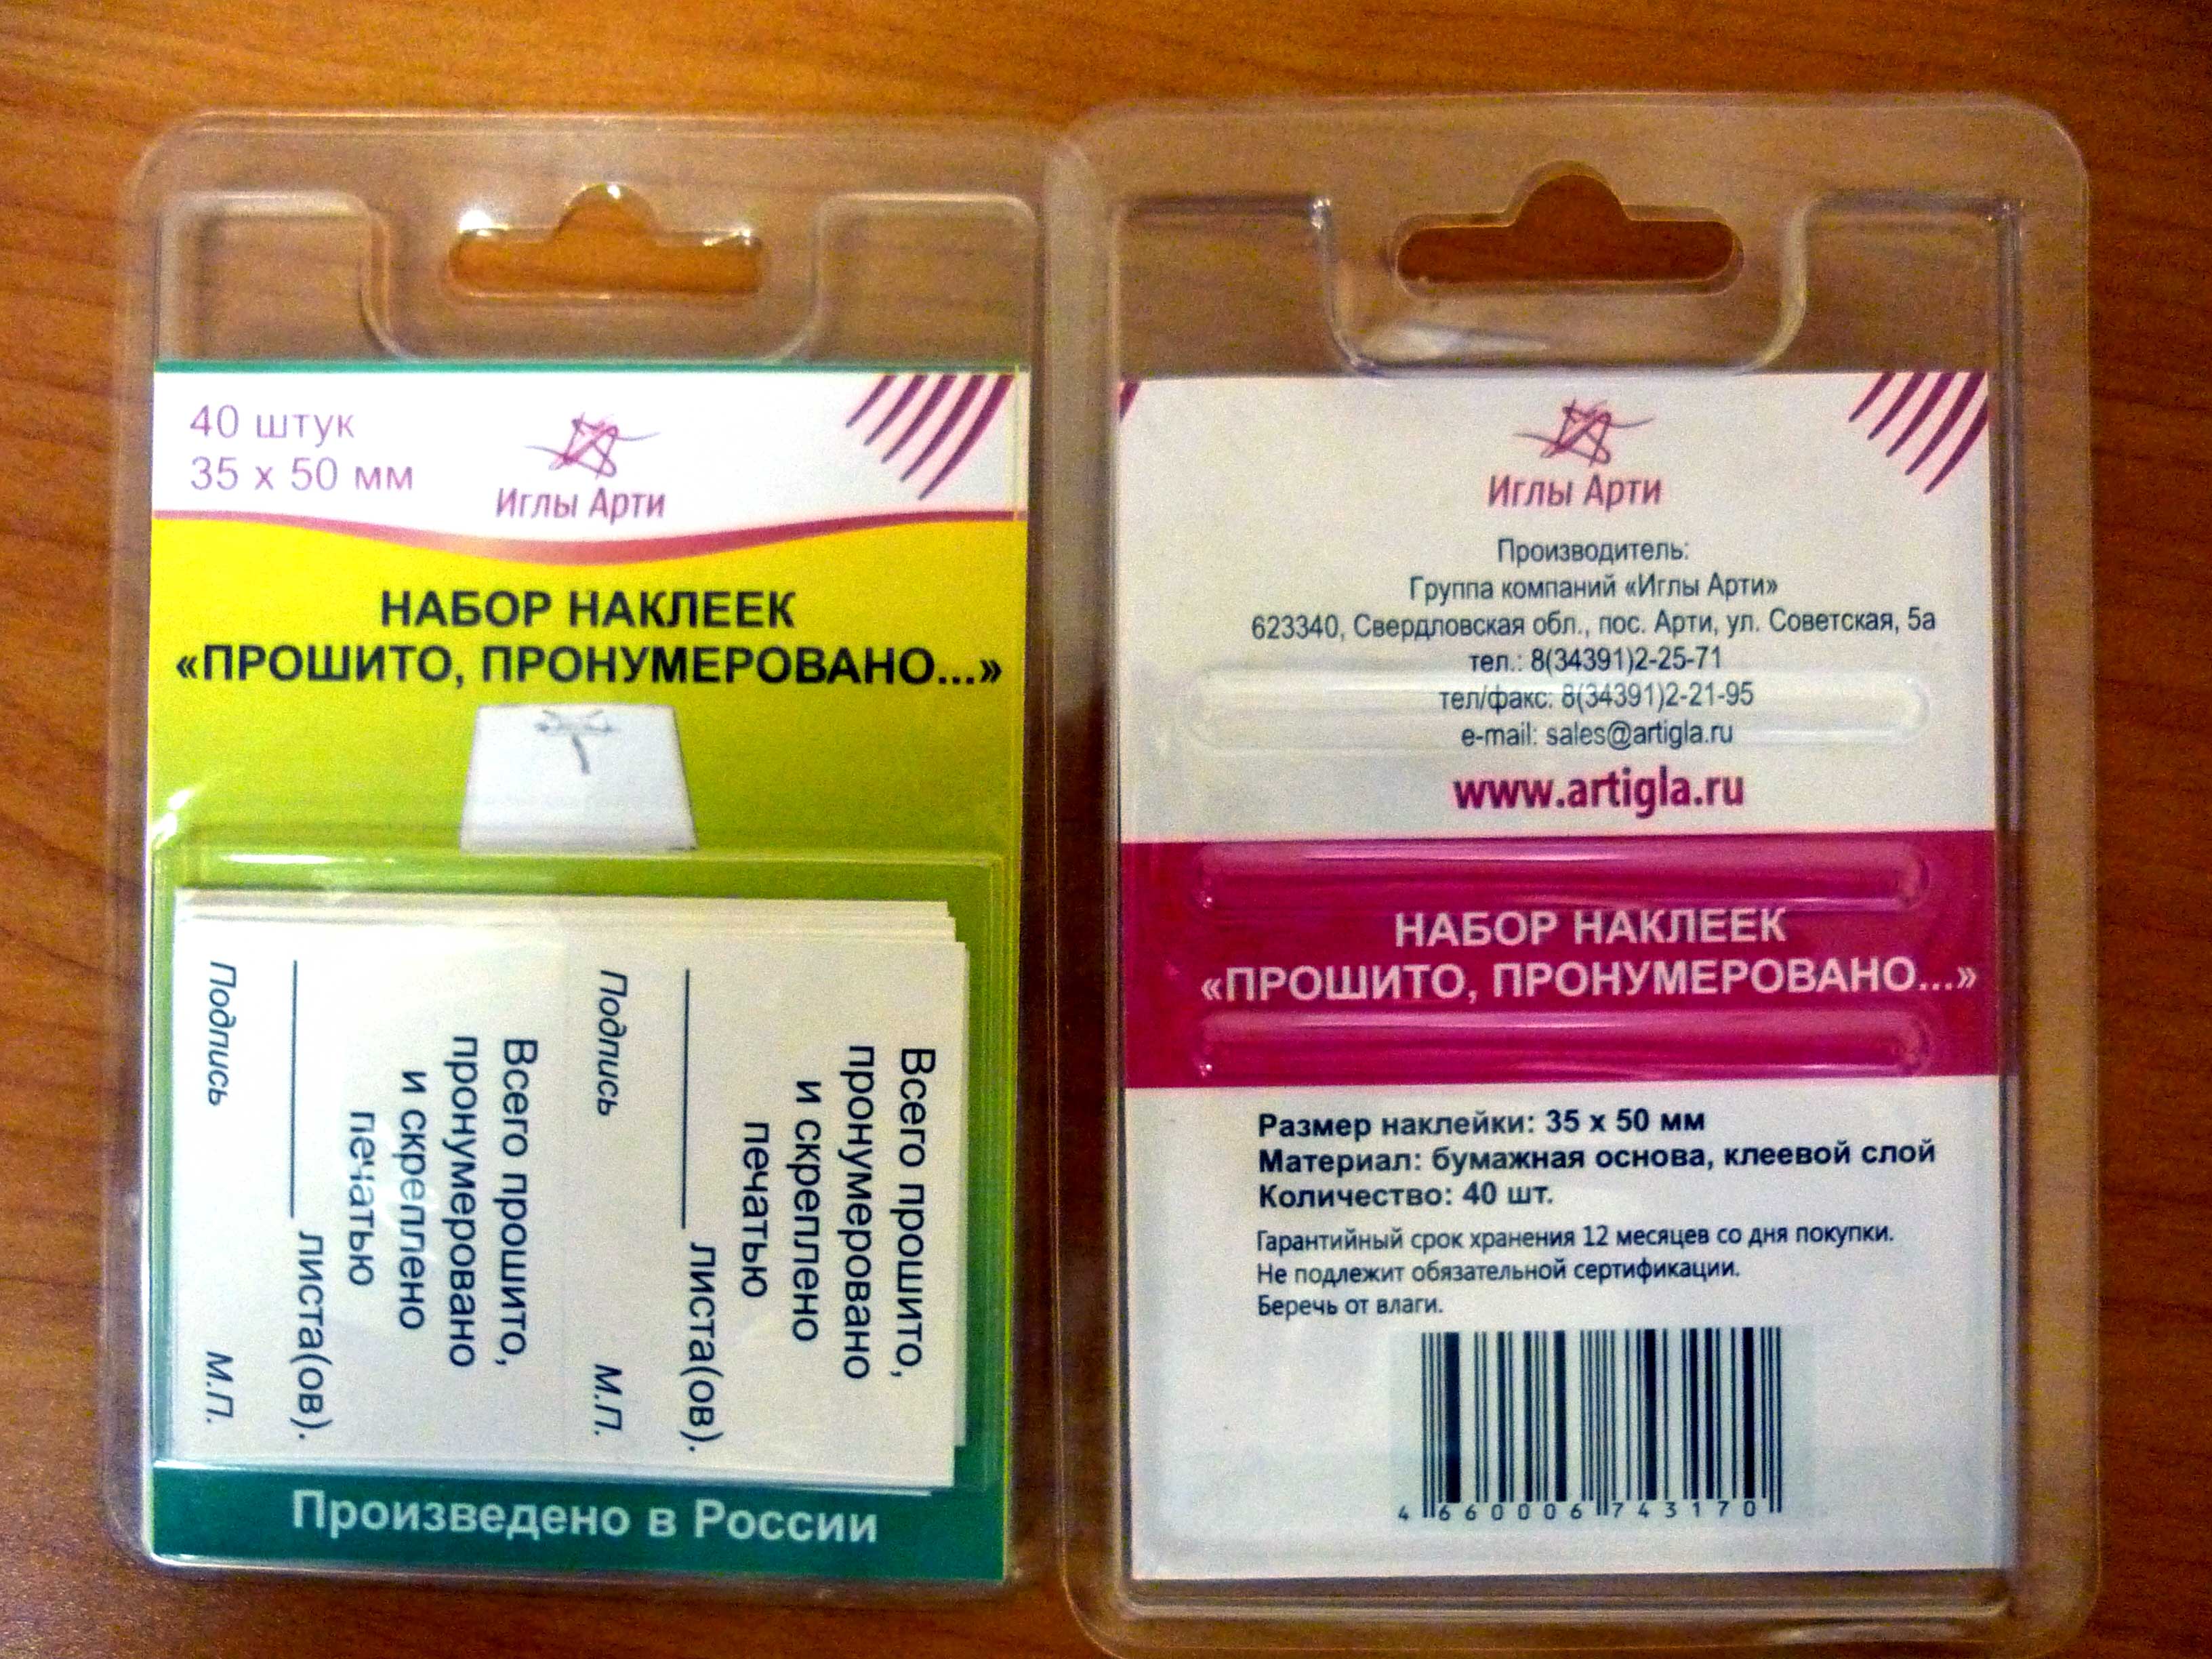 40 штук
35 х 50 мм
Иглы Арти
НАБОР НАКЛЕЕК
«ПРОШИТО, ПРОНУМЕРОВАНО...»
Всего прошито,
пронумеровано
и скреплено
печатью
листа(ов).
Подпись М.П.
Всего прошито,
пронумеровано
и скреплено
печатью
листа(ов).
Подпись М.П.
Произведено в России
Иглы Арти
Производитель:
Группа компаний «Иглы Арти»
623340, Свердловская обл., пос. Арти, ул. Советская, 5а
тел.: 8(34391)2-25-71
тел/факс: 8(34391)2-21-95
e-mail: sales@artigla.ru
www.artigla.ru
НАБОР НАКЛЕЕК
«ПРОШИТО, ПРОНУМЕРОВАНО...»
Размер наклейки: 35 х 50 мм
Материал: бумажная основа, клеевой слой
Количество: 40 шт.
Гарантийный срок хранения 12 месяцев со дня покупки.
Не подлежит обязательной сертификации.
Беречь от влаги.
4 660006 743170